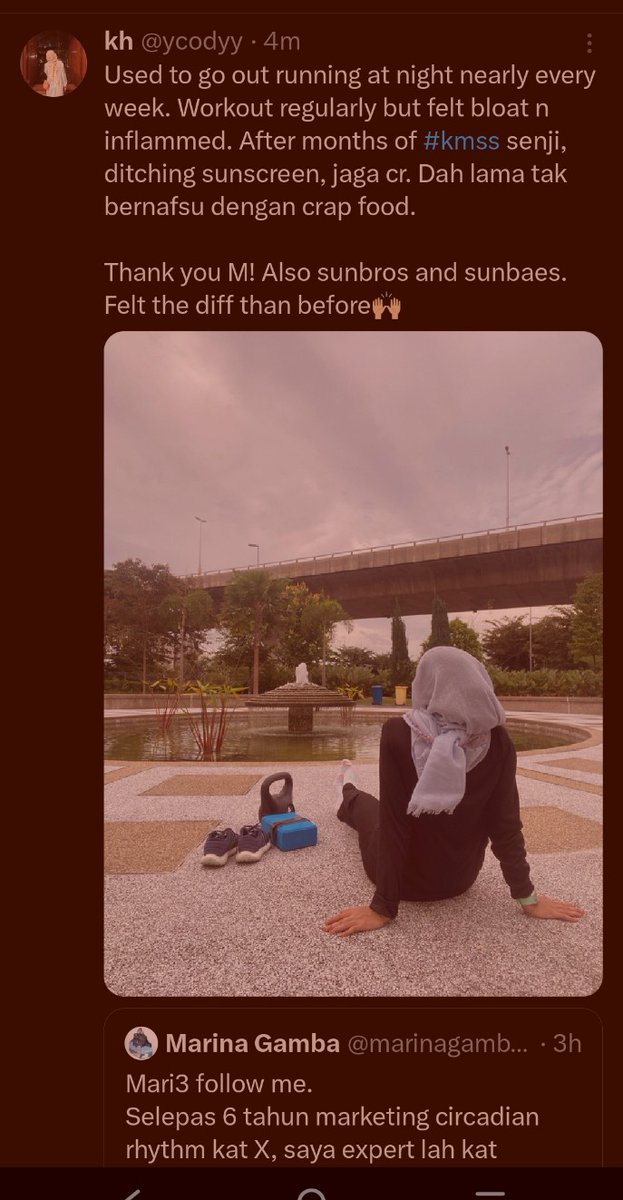 kh @ycodyy · 4m
Used to go out running at night nearly every
week. Workout regularly but felt bloat n
inflammed. After months of #kmss senji,
ditching sunscreen, jaga cr. Dah lama tak
bernafsu dengan crap food.
Thank you M! Also sunbros and sunbaes.
Felt the diff than before🙌
Marina Gamba @marinagamb... · 3h
Mari3 follow me.
Selepas 6 tahun marketing circadian
rhythm kat X, saya expert lah kat